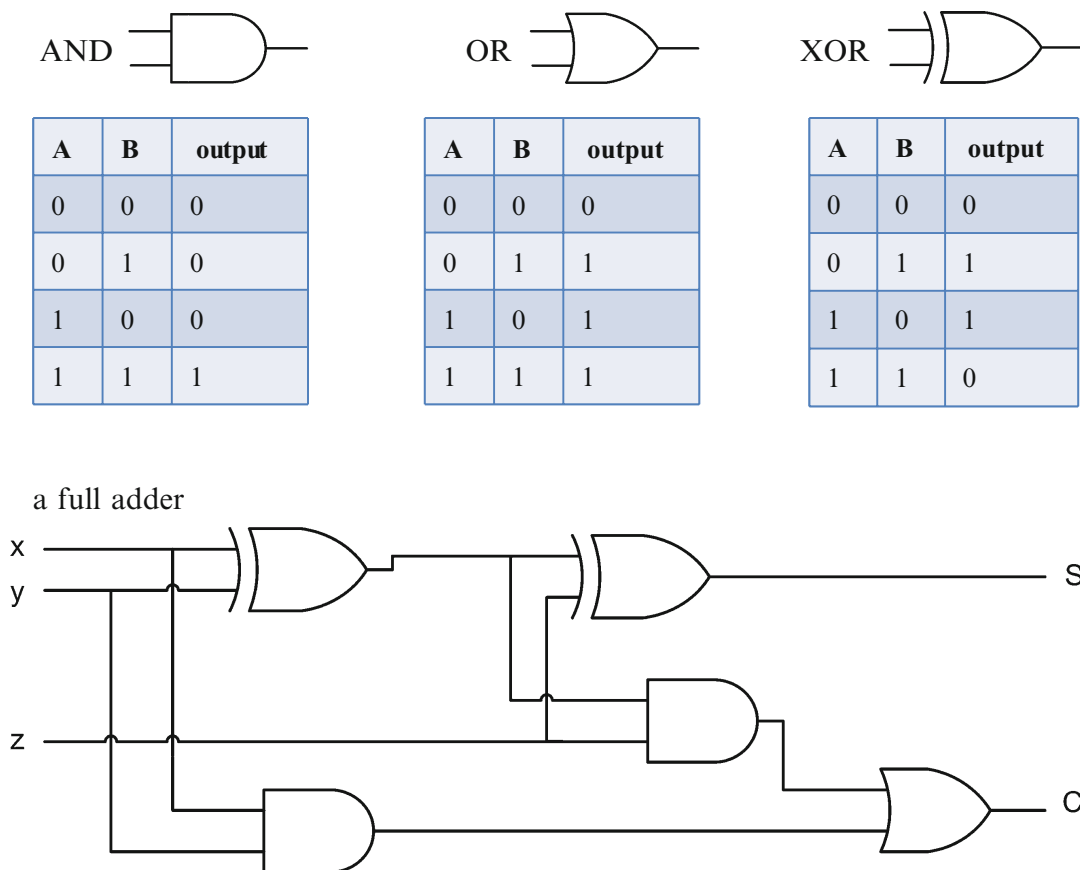 AND OR XOR
A B output
0 0 0
0 1 0
1 0 0
1 1 1
A B output
0 0 0
0 1 1
1 0 1
1 1 1
A B output
0 0 0
0 1 1
1 0 1
1 1 0
a full adder
x
y
z
S
C